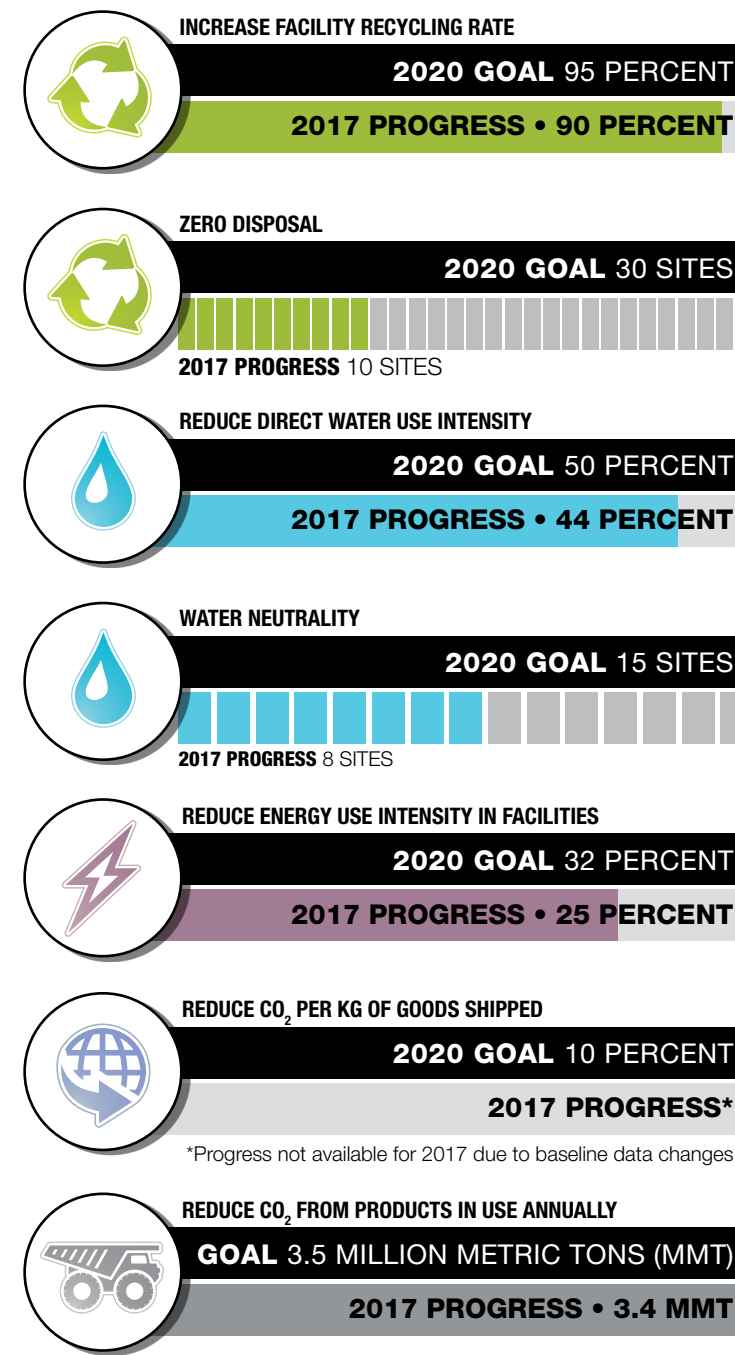 INCREASE FACILITY RECYCLING RATE
2020 GOAL 95 PERCENT
2017 PROGRESS • 90 PERCENT
ZERO DISPOSAL
2020 GOAL 30 SITES
2017 PROGRESS 10 SITES
REDUCE DIRECT WATER USE INTENSITY
2020 GOAL 50 PERCENT
2017 PROGRESS • 44 PERCENT
WATER NEUTRALITY
2020 GOAL 15 SITES
2017 PROGRESS 8 SITES
REDUCE ENERGY USE INTENSITY IN FACILITIES
2020 GOAL 32 PERCENT
2017 PROGRESS • 25 PERCENT
REDUCE CO₂ PER KG OF GOODS SHIPPED
2020 GOAL 10 PERCENT
2017 PROGRESS*
*Progress not available for 2017 due to baseline data changes
REDUCE CO₂ FROM PRODUCTS IN USE ANNUALLY
GOAL 3.5 MILLION METRIC TONS (MMT)
2017 PROGRESS • 3.4 MMT